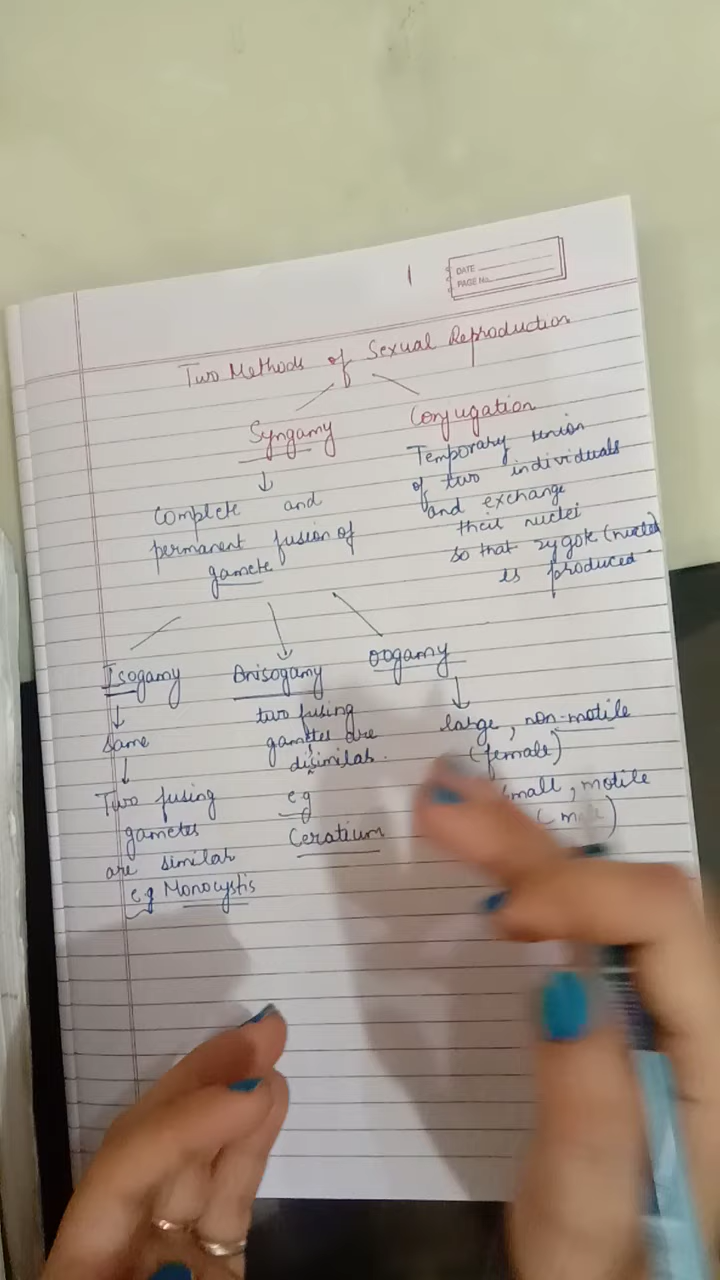 1
DATE
PAGE No.
Two Methods of Sexual Reproduction
Syngamy
Complete and
permanent fusion of
gamete
Conjugation
Temporary union
of two individuals
and exchange
their nuclei
so that zygote (nuclei)
is produced
Isogamy
Same
Two fusing
gametes
are similar
eg Monocystis
Anisogamy
two fusing
gametes are
disimilar.
eg
Ceratium
Oogamy
large, non-motile
(female)
small, motile
(male)